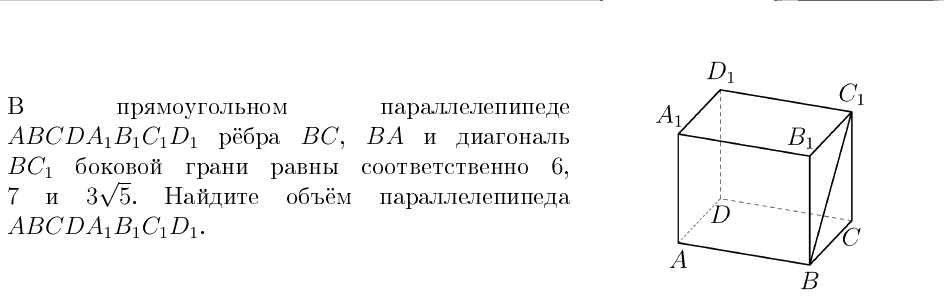 В прямоугольном параллелепипеде
ABCDA₁B₁C₁D₁ рёбра BC, BA и диагональ
BC₁ боковой грани равны соответственно 6,
7 и 3√5. Найдите объём параллелепипеда
ABCDA₁B₁C₁D₁.
D₁
C₁
A₁
B₁
D
C
A
B